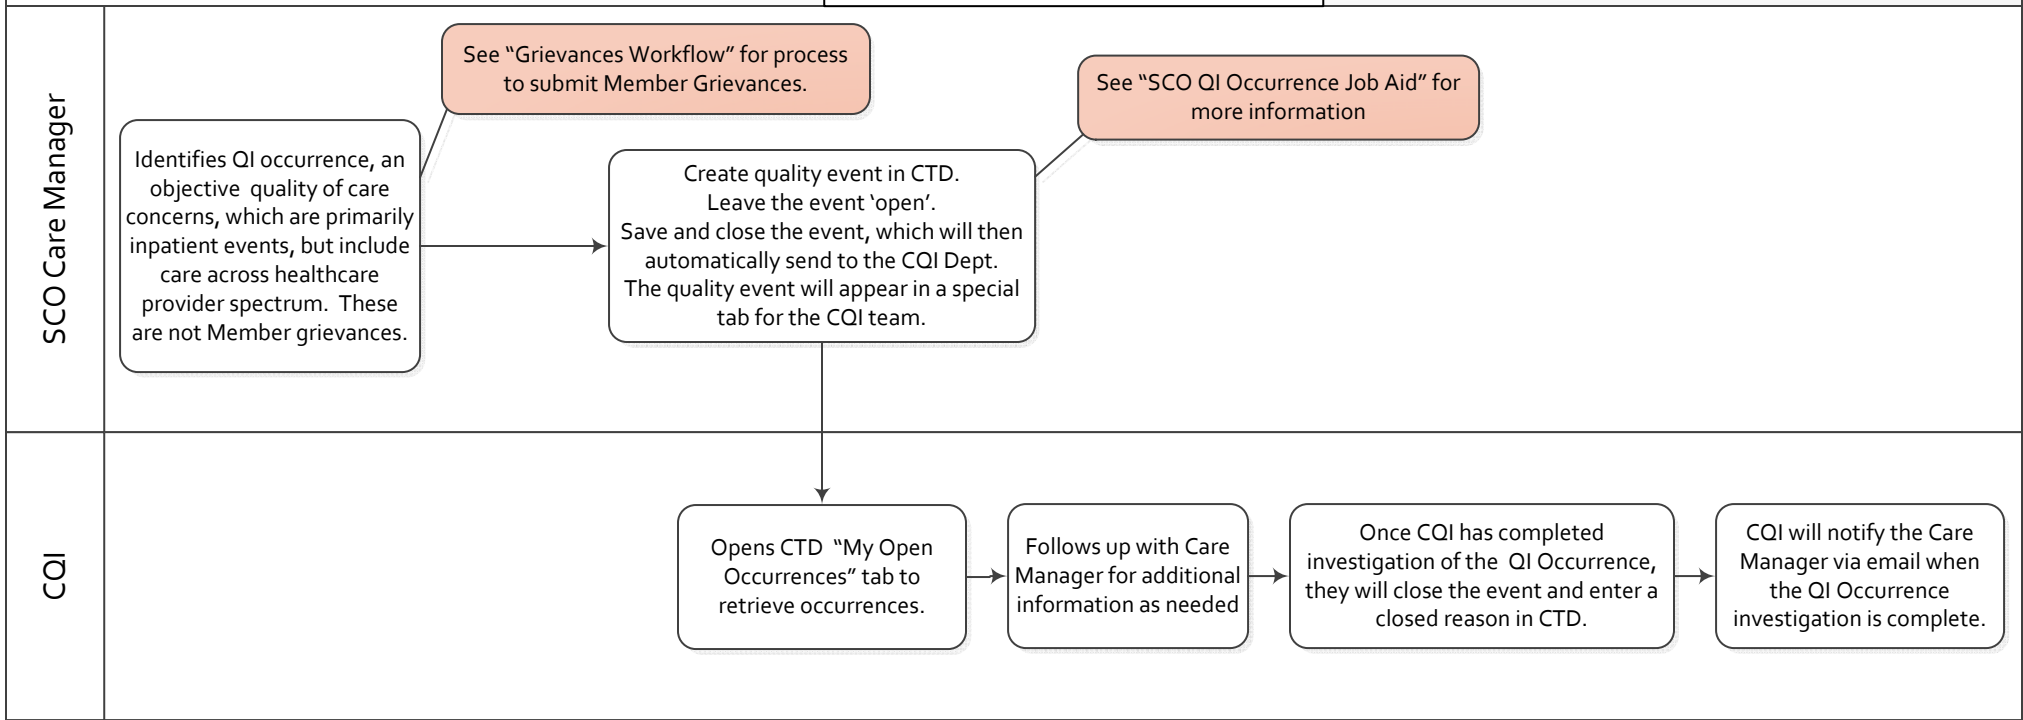 SCO Care Manager
See “Grievances Workflow” for process
to submit Member Grievances.
See “SCO QI Occurrence Job Aid” for
more information
Identifies QI occurrence, an
objective quality of care
concerns, which are primarily
inpatient events, but include
care across healthcare
provider spectrum. These
are not Member grievances.
Create quality event in CTD.
Leave the event ‘open’.
Save and close the event, which will then
automatically send to the CQI Dept.
The quality event will appear in a special
tab for the CQI team.
CQI
Opens CTD “My Open
Occurrences” tab to
retrieve occurrences.
Follows up with Care
Manager for additional
information as needed
Once CQI has completed
investigation of the QI Occurrence,
they will close the event and enter a
closed reason in CTD.
CQI will notify the Care
Manager via email when
the QI Occurrence
investigation is complete.